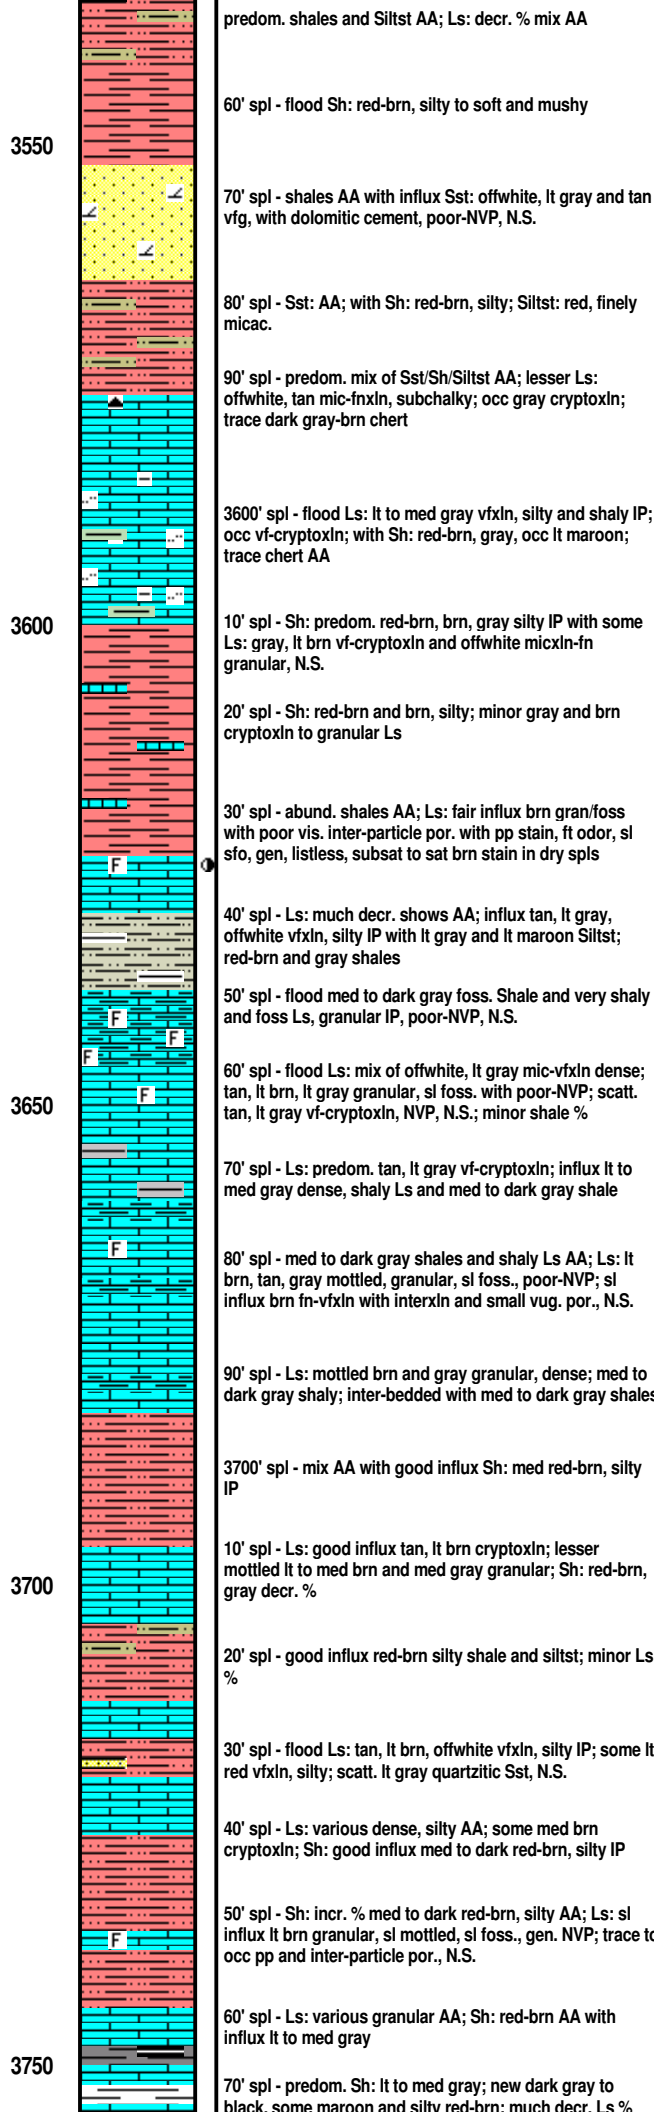 predom. shales and Siltst AA; Ls: decr. % mix AA
60' spl - flood Sh: red-brn, silty to soft and mushy
3550
70' spl - shales AA with influx Sst: offwhite, lt gray and tan
vfg, with dolomitic cement, poor-NVP, N.S.
80' spl - Sst: AA; with Sh: red-brn, silty; Siltst: red, finely
micac.
90' spl - predom. mix of Sst/Sh/Siltst AA; lesser Ls:
offwhite, tan mic-fnxln, subchalky; occ gray cryptoxln;
trace dark gray-brn chert
3600' spl - flood Ls: lt to med gray vfxln, silty and shaly IP;
occ vf-cryptoxln; with Sh: red-brn, gray, occ lt maroon;
trace chert AA
3600
10' spl - Sh: predom. red-brn, brn, gray silty IP with some
Ls: gray, lt brn vf-cryptoxln and offwhite micxln-fn
granular, N.S.
20' spl - Sh: red-brn and brn, silty; minor gray and brn
cryptoxln to granular Ls
30' spl - abund. shales AA; Ls: fair influx brn gran/foss
with poor vis. inter-particle por. with pp stain, ft odor, sl
sfo, gen, listless, subsat to sat brn stain in dry spls
F
40' spl - Ls: much decr. shows AA; influx tan, lt gray,
offwhite vfxln, silty IP with lt gray and lt maroon Siltst;
red-brn and gray shales
50' spl - flood med to dark gray foss. Shale and very shaly
and foss Ls, granular IP, poor-NVP, N.S.
F
F
F
60' spl - flood Ls: mix of offwhite, lt gray mic-vfxln dense;
tan, lt brn, lt gray granular, sl foss. with poor-NVP; scatt.
tan, lt gray vf-cryptoxln, NVP, N.S.; minor shale %
F
3650
70' spl - Ls: predom. tan, lt gray vf-cryptoxln; influx lt to
med gray dense, shaly Ls and med to dark gray shale
F
80' spl - med to dark gray shales and shaly Ls AA; Ls: lt
brn, tan, gray mottled, granular, sl foss., poor-NVP; sl
influx brn fn-vfxln with interxln and small vug. por., N.S.
90' spl - Ls: mottled brn and gray granular, dense; med to
dark gray shaly; inter-bedded with med to dark gray shales
3700' spl - mix AA with good influx Sh: med red-brn, silty
IP
10' spl - Ls: good influx tan, lt brn cryptoxln; lesser
mottled lt to med brn and med gray granular; Sh: red-brn,
gray decr. %
3700
20' spl - good influx red-brn silty shale and siltst; minor Ls
%
30' spl - flood Ls: tan, lt brn, offwhite vfxln, silty IP; some lt
red vfxln, silty; scatt. lt gray quartzitic Sst, N.S.
40' spl - Ls: various dense, silty AA; some med brn
cryptoxln; Sh: good influx med to dark red-brn, silty IP
50' spl - Sh: incr. % med to dark red-brn, silty AA; Ls: sl
influx lt brn granular, sl mottled, sl foss., gen. NVP; trace to
occ pp and inter-particle por., N.S.
F
60' spl - Ls: various granular AA; Sh: red-brn AA with
influx lt to med gray
3750
70' spl - predom. Sh: lt to med gray; new dark gray to
black, some maroon and silty red-brn; much decr. Ls %